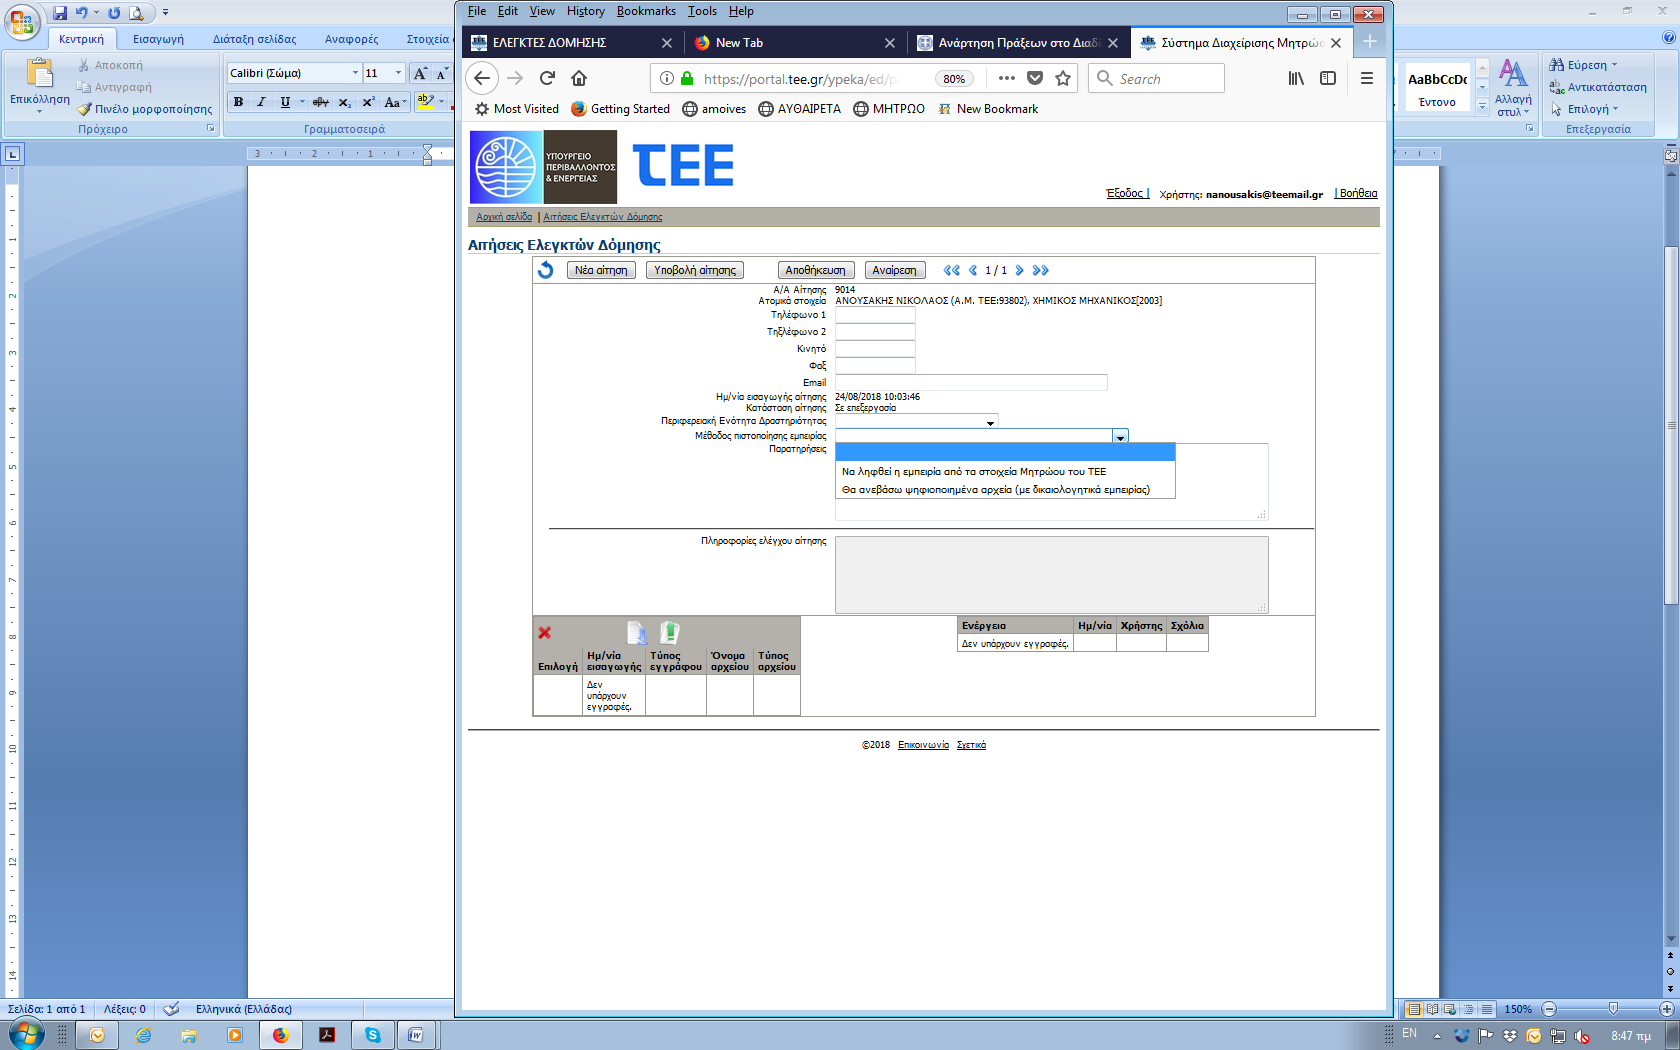 File Edit View History Bookmarks Tools Help
ΕΛΕΓΚΤΕΣ ΔΟΜΗΣΗΣ
New Tab
Ανάρτηση Πράξεων στο Διαδί
Σύστημα Διαχείρισης Μητρώο
https://portal.tee.gr/ypeka/ed/p
80%
Search
Most Visited Getting Started amoives ΑΥΘΑΙΡΕΤΑ ΜΗΤΡΩΟ New Bookmark
Κεντρική Εισαγωγή Διάταξη σελίδας Αναφορές Στοιχεία
Επικόλληση
Αποκοπή
Αντιγραφή
Πινέλο μορφοποίησης
Πρόχειρο
Calibri (Σώμα) 11
Γραμματοσειρά
AaBbCcDc
Έντονο
Αλλαγή
στυλ
Εύρεση
Αντικατάσταση
Επιλογή
Επεξεργασία
ΥΠΟΥΡΓΕΙΟ
ΠΕΡΙΒΑΛΛΟΝΤΟΣ
& ΕΝΕΡΓΕΙΑΣ
TEE
Έξοδος | Χρήστης: nanousakis@teemail.gr | Βοήθεια
Αρχική σελίδα | Αιτήσεις Ελεγκτών Δόμησης
Αιτήσεις Ελεγκτών Δόμησης
Νέα αίτηση Υποβολή αίτησης Αποθήκευση Αναίρεση 1 / 1
Α/Α Αίτησης 9014
Ατομικά στοιχεία ΑΝΟΥΣΑΚΗΣ ΝΙΚΟΛΑΟΣ (Α.Μ. ΤΕΕ:93802), ΧΗΜΙΚΟΣ ΜΗΧΑΝΙΚΟΣ[2003]
Τηλέφωνο 1
Τηξλέφωνο 2
Κινητό
Φαξ
Email
Ημ/νία εισαγωγής αίτησης 24/08/2018 10:03:46
Κατάσταση αίτησης Σε επεξεργασία
Περιφερειακή Ενότητα Δραστηριότητας
Μέθοδος πιστοποίησης εμπειρίας
Παρατηρήσεις
Να ληφθεί η εμπειρία από τα στοιχεία Μητρώου του ΤΕΕ
Θα ανεβάσω ψηφιοποιημένα αρχεία (με δικαιολογητικά εμπειρίας)
Πληροφορίες ελέγχου αίτησης
Επιλογή Ημ/νία εισαγωγής Τύπος εγγράφου Όνομα αρχείου Τύπος αρχείου
Δεν
υπάρχουν
εγγραφές.
Ενέργεια Ημ/νία Χρήστης Σχόλια
Δεν υπάρχουν εγγραφές.
©2018 Επικοινωνία Σχετικά
Σελίδα: 1 από 1 Λέξεις: 0 Ελληνικά (Ελλάδας)
150%
EN 8:47 πμ